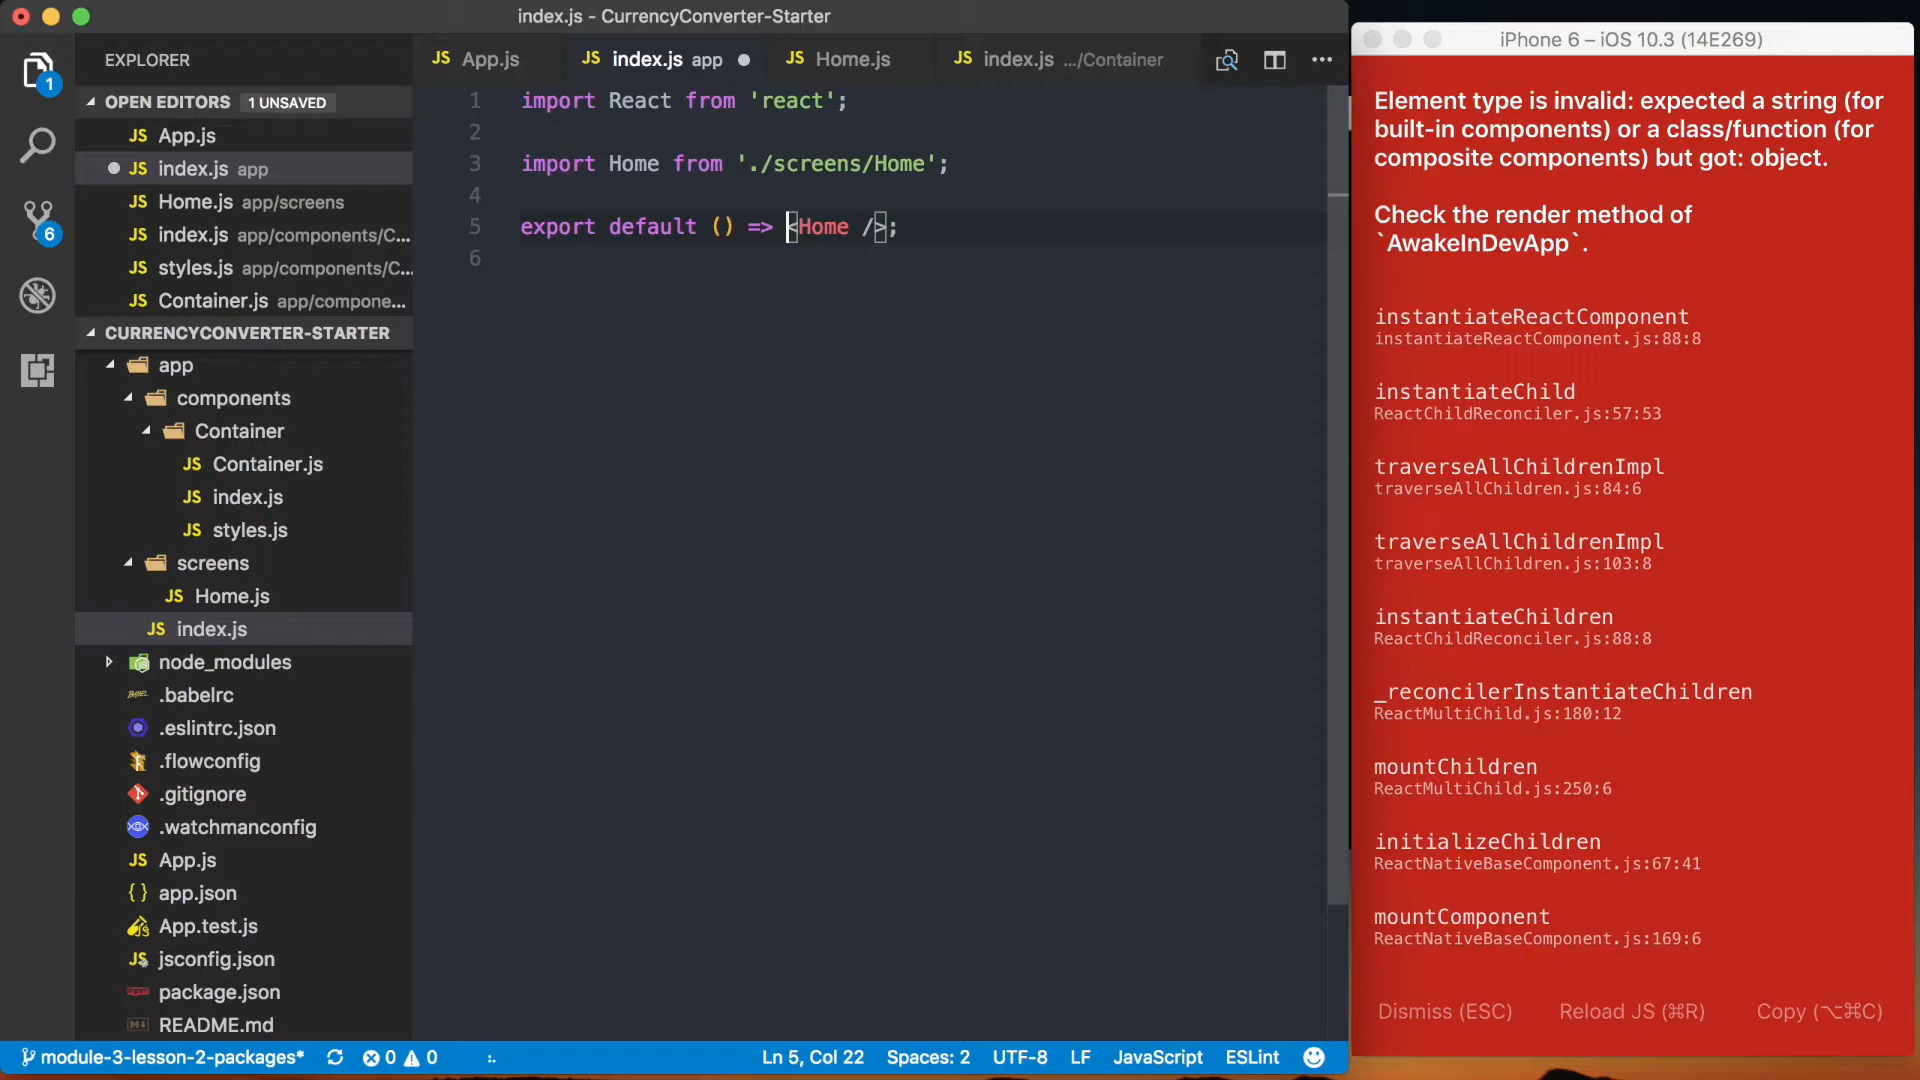 index.js - CurrencyConverter-Starter
EXPLORER
OPEN EDITORS 1 UNSAVED
JS App.js
JS index.js app
JS Home.js app/screens
JS index.js app/components/C...
JS styles.js app/components/C...
JS Container.js app/compone...
CURRENCYCONVERTER-STARTER
app
components
Container
JS Container.js
JS index.js
JS styles.js
screens
JS Home.js
JS index.js
node_modules
.babelrc
.eslintrc.json
.flowconfig
.gitignore
.watchmanconfig
JS App.js
{} app.json
App.test.js
JS jsconfig.json
package.json
README.md
1
6
JS App.js
JS index.js app
JS Home.js
JS index.js .../Container
1 import React from 'react';
2
3 import Home from './screens/Home';
4
5 export default () => <Home />;
6
module-3-lesson-2-packages*
0 0
Ln 5, Col 22
Spaces: 2
UTF-8
LF
JavaScript
ESLint
iPhone 6 – iOS 10.3 (14E269)
Element type is invalid: expected a string (for
built-in components) or a class/function (for
composite components) but got: object.
Check the render method of
`AwakeInDevApp`.
instantiateReactComponent
instantiateReactComponent.js:88:8
instantiateChild
ReactChildReconciler.js:57:53
traverseAllChildrenImpl
traverseAllChildren.js:84:6
traverseAllChildrenImpl
traverseAllChildren.js:103:8
instantiateChildren
ReactChildReconciler.js:88:8
_reconcilerInstantiateChildren
ReactMultiChild.js:180:12
mountChildren
ReactMultiChild.js:250:6
initializeChildren
ReactNativeBaseComponent.js:67:41
mountComponent
ReactNativeBaseComponent.js:169:6
Dismiss (ESC)
Reload JS (⌘R)
Copy (⌥⌘C)